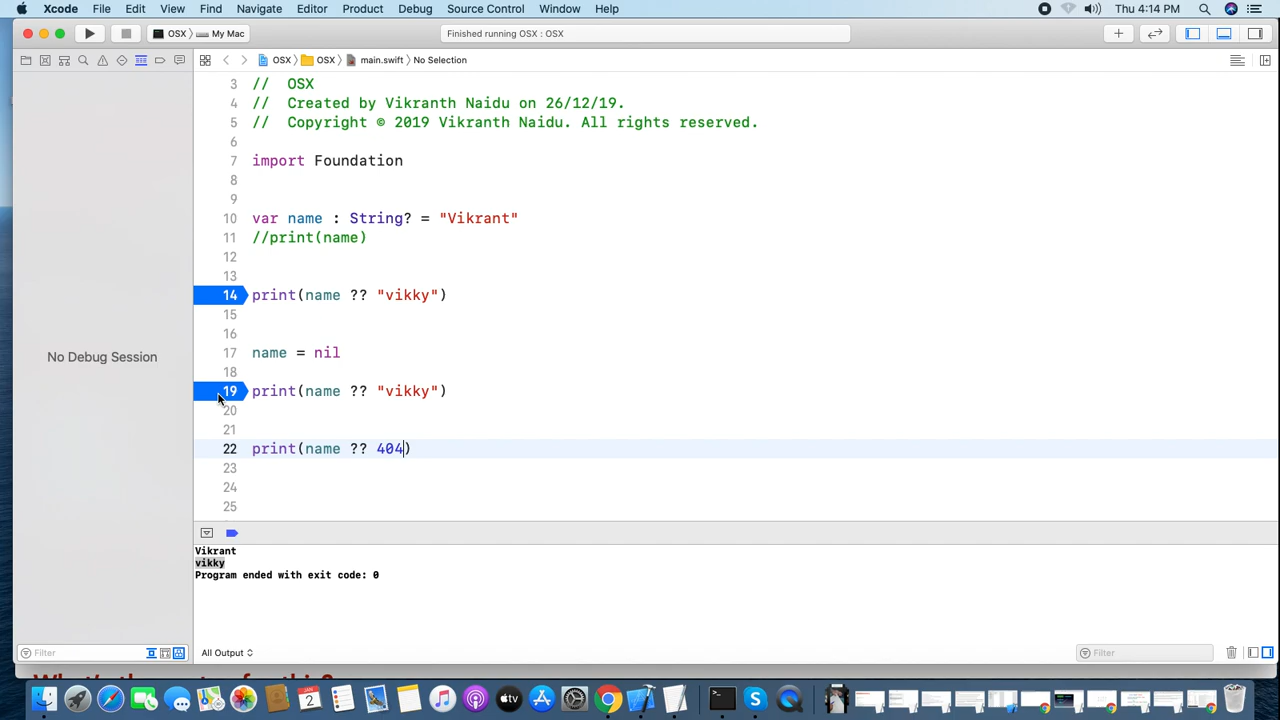 Xcode File Edit View Find Navigate Editor Product Debug Source Control Window Help Thu 4:14 PM
OSX My Mac Finished running OSX : OSX
OSX OSX main.swift No Selection
3 // OSX
4 // Created by Vikranth Naidu on 26/12/19.
5 // Copyright © 2019 Vikranth Naidu. All rights reserved.
6
7 import Foundation
8
9
10 var name : String? = "Vikrant"
11 //print(name)
12
13
14 print(name ?? "vikky")
15
16
17 name = nil
18
19 print(name ?? "vikky")
20
21
22 print(name ?? 404)
23
24
25
No Debug Session
Vikrant
vikky
Program ended with exit code: 0
Filter All Output Filter